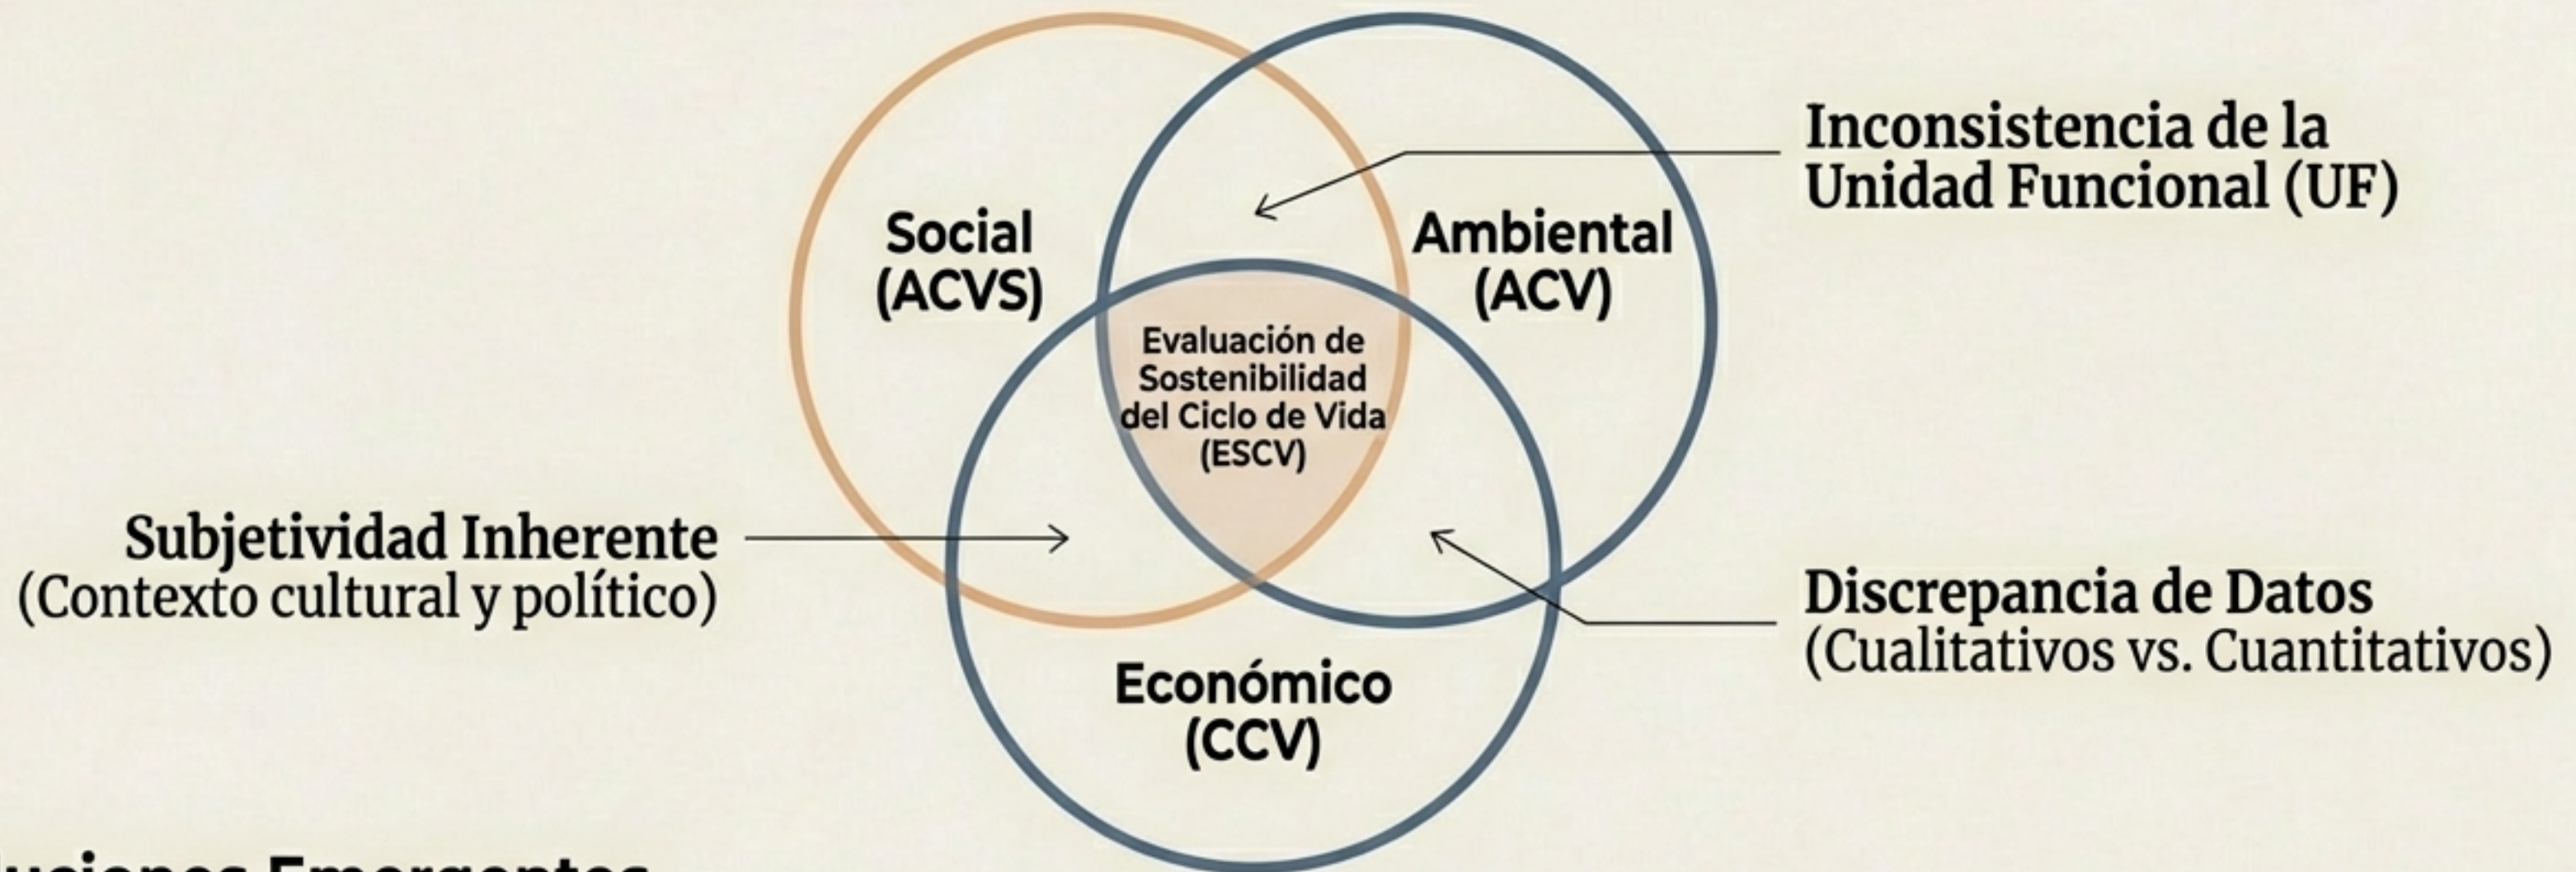 Inconsistencia de la
Unidad Funcional (UF)
Social
(ACVS)
Ambiental
(ACV)
Evaluación de
Sostenibilidad
del Ciclo de Vida
(ESCV)
Subjetividad Inherente
(Contexto cultural y político)
Discrepancia de Datos
(Cualitativos vs. Cuantitativos)
Económico
(CCV)
Emergentes